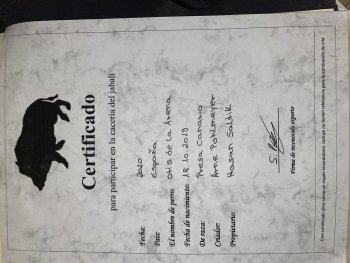 Certificado
para participar en la cacería del jabalí
Fecha: 2020
País: España
El nombre de perro: Otis de la Arena
Fecha de nacimiento: 18.10.2019
De raza: Presa Canario
Criador: Arne Pohlmeyer
Propietario: Hasan Saltik
Firma de reconocido experto